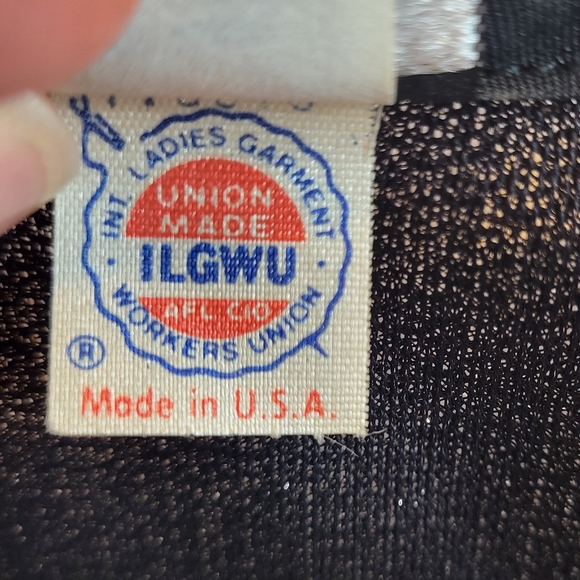 INT. LADIES GARMENT
UNION
MADE
ILGWU
AFL CIO
WORKERS UNION
®
Made in U.S.A.